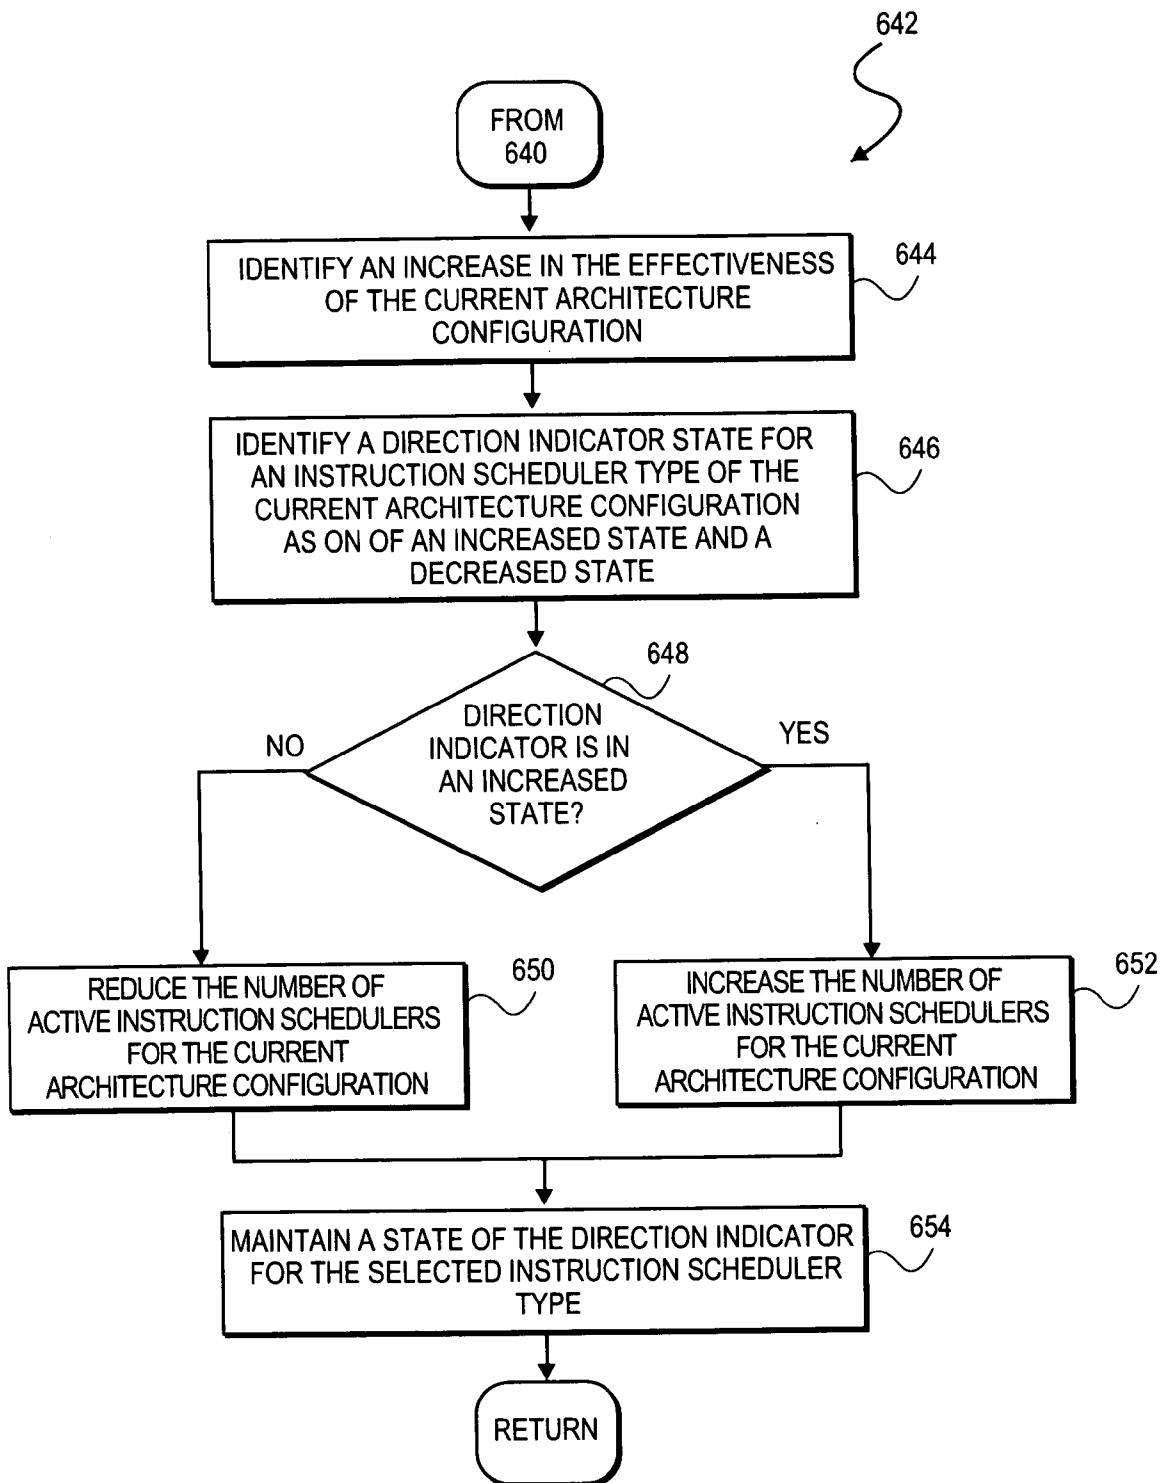 642
FROM
640
IDENTIFY AN INCREASE IN THE EFFECTIVENESS
OF THE CURRENT ARCHITECTURE
CONFIGURATION
644
IDENTIFY A DIRECTION INDICATOR STATE FOR
AN INSTRUCTION SCHEDULER TYPE OF THE
CURRENT ARCHITECTURE CONFIGURATION
AS ON OF AN INCREASED STATE AND A
DECREASED STATE
646
648
DIRECTION
INDICATOR IS IN
AN INCREASED
STATE?
NO
YES
REDUCE THE NUMBER OF
ACTIVE INSTRUCTION SCHEDULERS
FOR THE CURRENT
ARCHITECTURE CONFIGURATION
650
INCREASE THE NUMBER OF
ACTIVE INSTRUCTION SCHEDULERS
FOR THE CURRENT
ARCHITECTURE CONFIGURATION
652
MAINTAIN A STATE OF THE DIRECTION INDICATOR
FOR THE SELECTED INSTRUCTION SCHEDULER
TYPE
654
RETURN